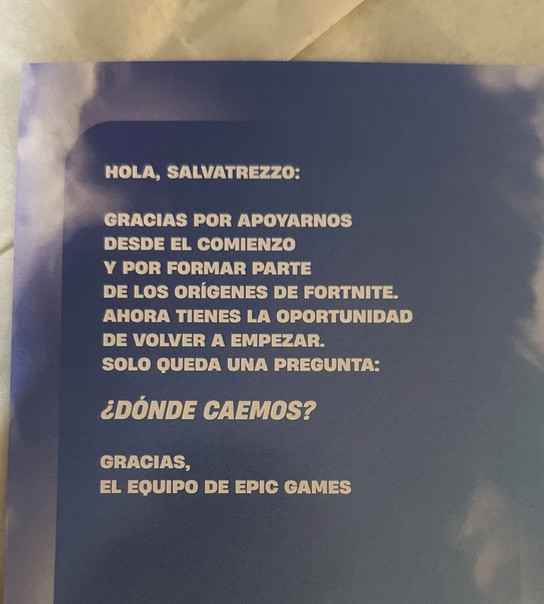 HOLA, SALVATREZZO:
GRACIAS POR APOYARNOS
DESDE EL COMIENZO
Y POR FORMAR PARTE
DE LOS ORÍGENES DE FORTNITE.
AHORA TIENES LA OPORTUNIDAD
DE VOLVER A EMPEZAR.
SOLO QUEDA UNA PREGUNTA:
¿DÓNDE CAEMOS?
GRACIAS,
EL EQUIPO DE EPIC GAMES